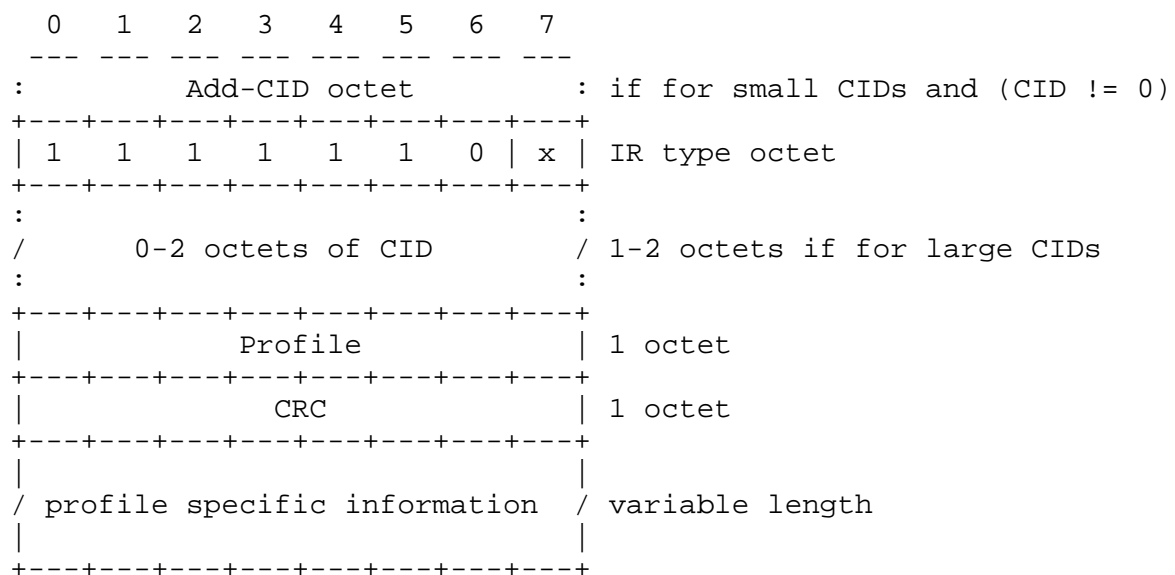 0   1   2   3   4   5   6   7
 --- --- --- --- --- --- --- ---
:         Add-CID octet         : if for small CIDs and (CID != 0)
+---+---+---+---+---+---+---+---+
| 1   1   1   1   1   1   0 | x | IR type octet
+---+---+---+---+---+---+---+---+
:                               :
/      0-2 octets of CID        / 1-2 octets if for large CIDs
:                               :
+---+---+---+---+---+---+---+---+
|            Profile            | 1 octet
+---+---+---+---+---+---+---+---+
|              CRC              | 1 octet
+---+---+---+---+---+---+---+---+
|                               |
/ profile specific information  / variable length
|                               |
+---+---+---+---+---+---+---+---+